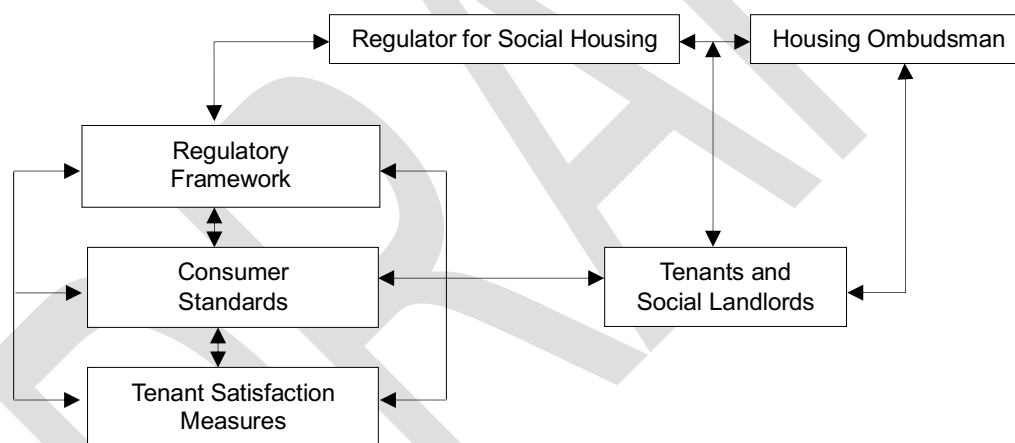 Regulator for Social Housing
Housing Ombudsman
Regulatory
Framework
Consumer
Standards
Tenants and
Social Landlords
Tenant Satisfaction
Measures